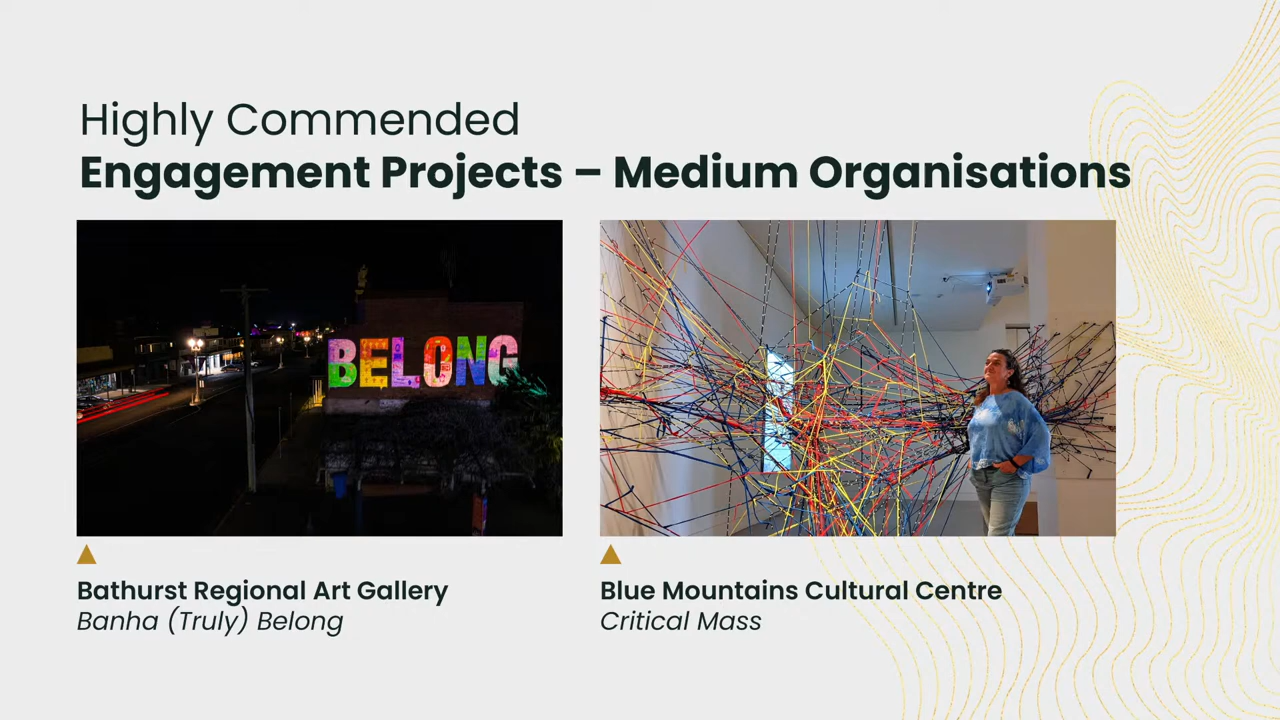 Highly Commended
Engagement Projects – Medium Organisations
BELONG
Bathurst Regional Art Gallery
Banha (Truly) Belong
Blue Mountains Cultural Centre
Critical Mass